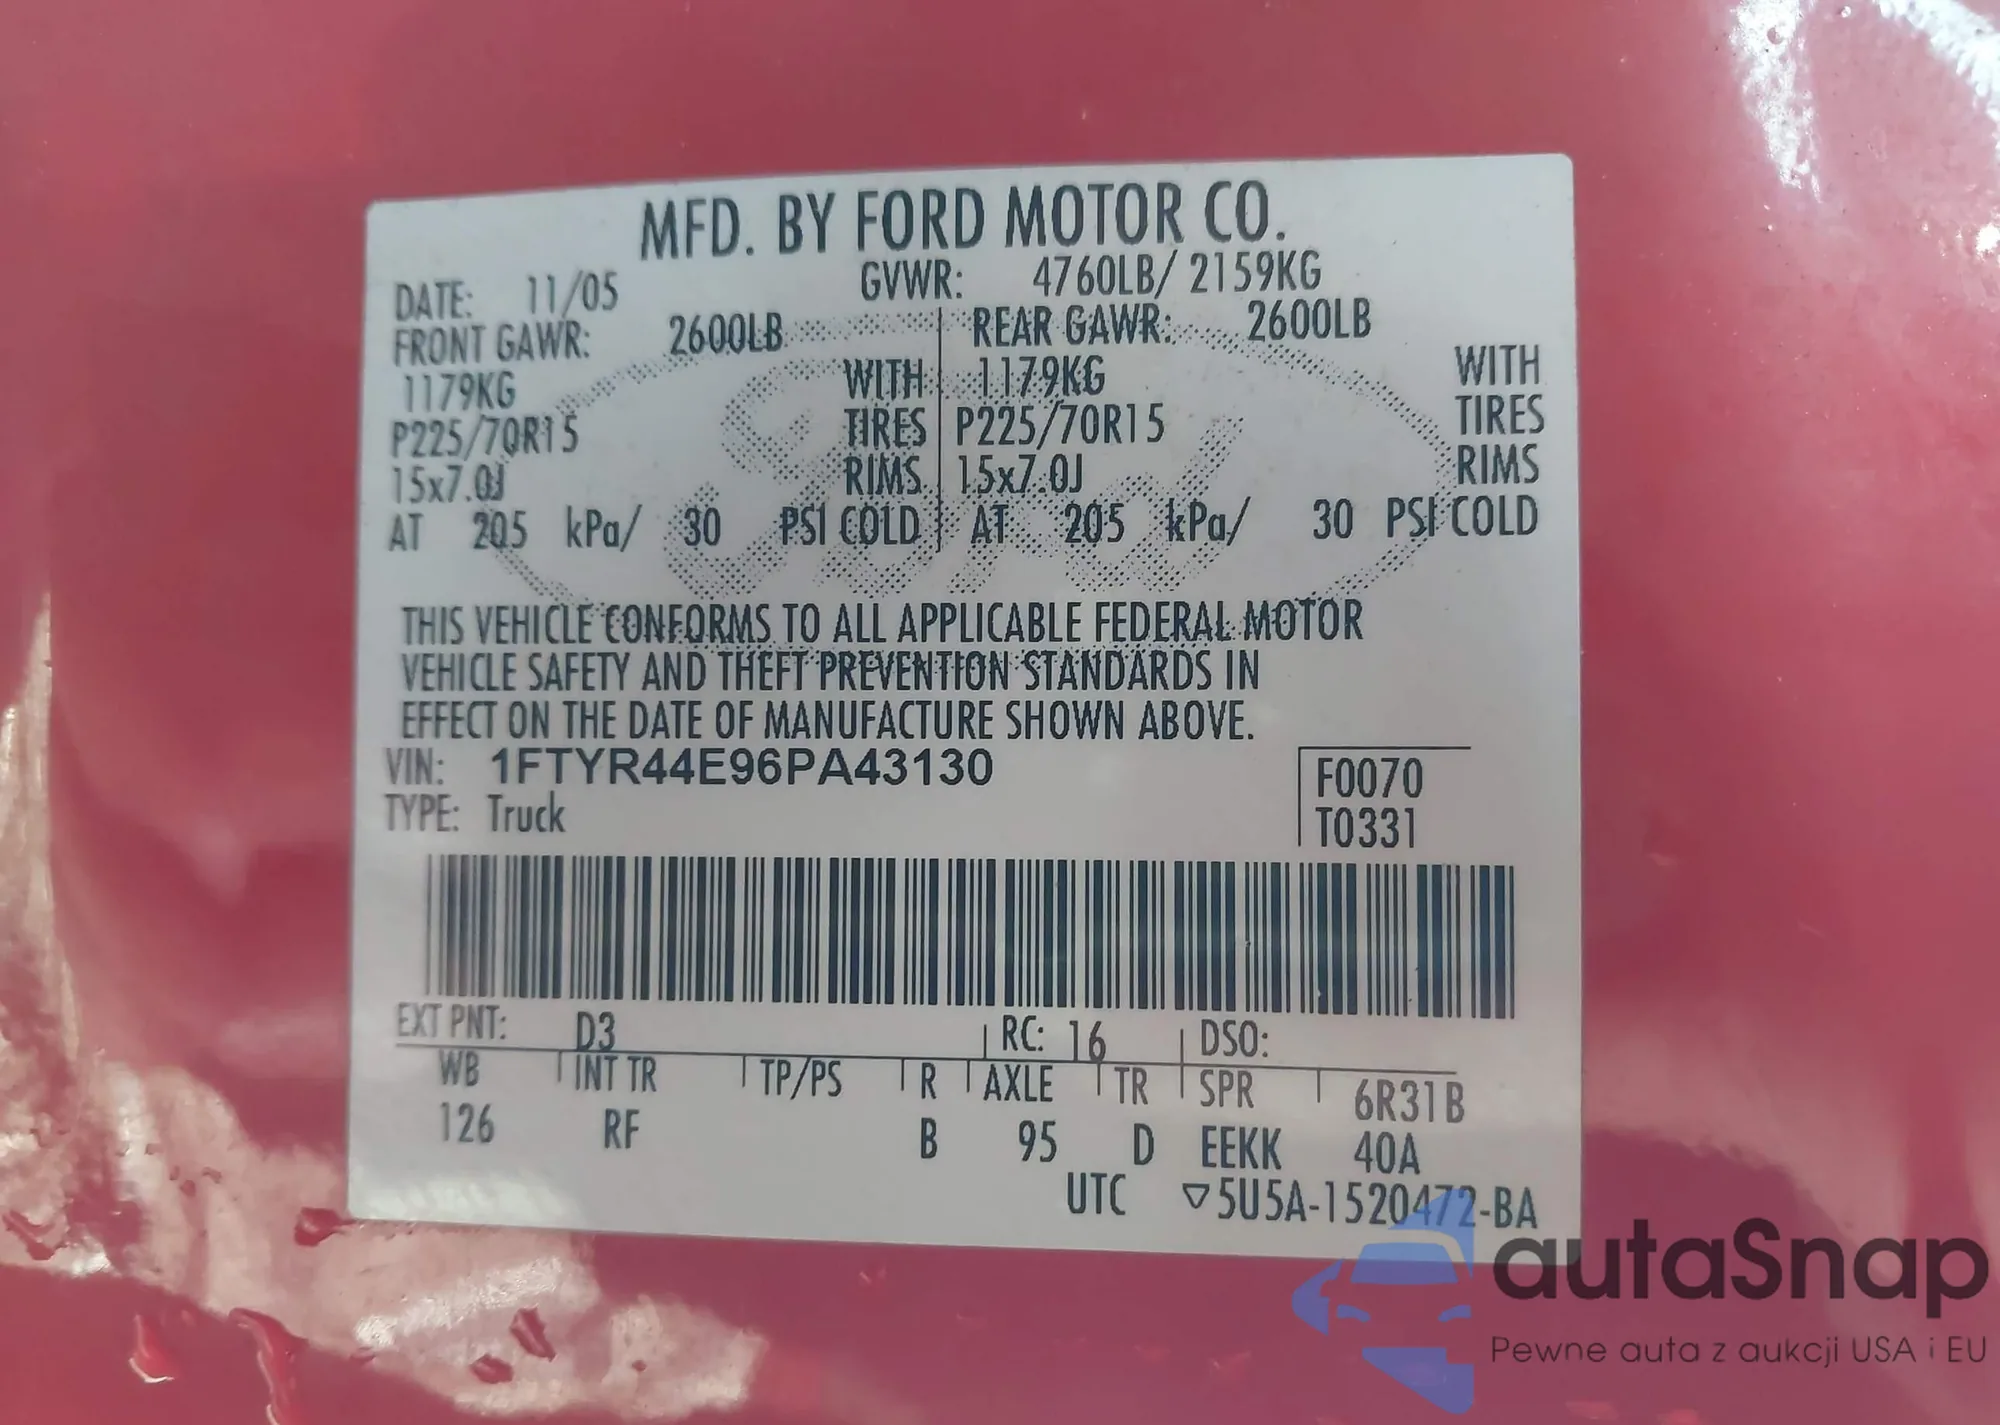 MFD. BY FORD MOTOR CO.
DATE: 11/05 GVWR: 4760LB/ 2159KG
FRONT GAWR: 2600LB REAR GAWR: 2600LB
1179KG WITH 1179KG WITH
P225/70R15 TIRES P225/70R15 TIRES
15x7.0J RIMS 15x7.0J RIMS
AT 205 kPa/ 30 PSI COLD AT 205 kPa/ 30 PSI COLD
THIS VEHICLE CONFORMS TO ALL APPLICABLE FEDERAL MOTOR
VEHICLE SAFETY AND THEFT PREVENTION STANDARDS IN
EFFECT ON THE DATE OF MANUFACTURE SHOWN ABOVE.
VIN: 1FTYR44E96PA43130 F0070
TYPE: Truck T0331
EXT PNT: D3 RC: 16 DSO:
WB INT TR TP/PS R AXLE TR SPR 6R31B
126 RF B 95 D EEKK 40A
UTC ▽5U5A-1520472-BA
Ford
autaSnap
Pewne auta z aukcji USA i EU